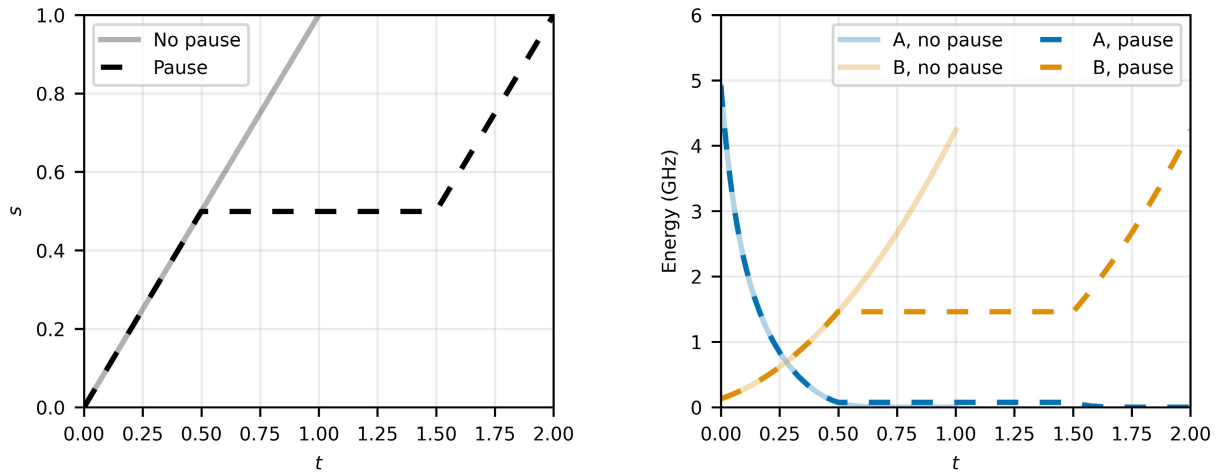 1.0
0.8
0.6
0.4
0.2
0.0
s
No pause
Pause
0.00 0.25 0.50 0.75 1.00 1.25 1.50 1.75 2.00
t
6
5
4
3
2
1
0
Energy (GHz)
A, no pause A, pause
B, no pause B, pause
0.00 0.25 0.50 0.75 1.00 1.25 1.50 1.75 2.00
t